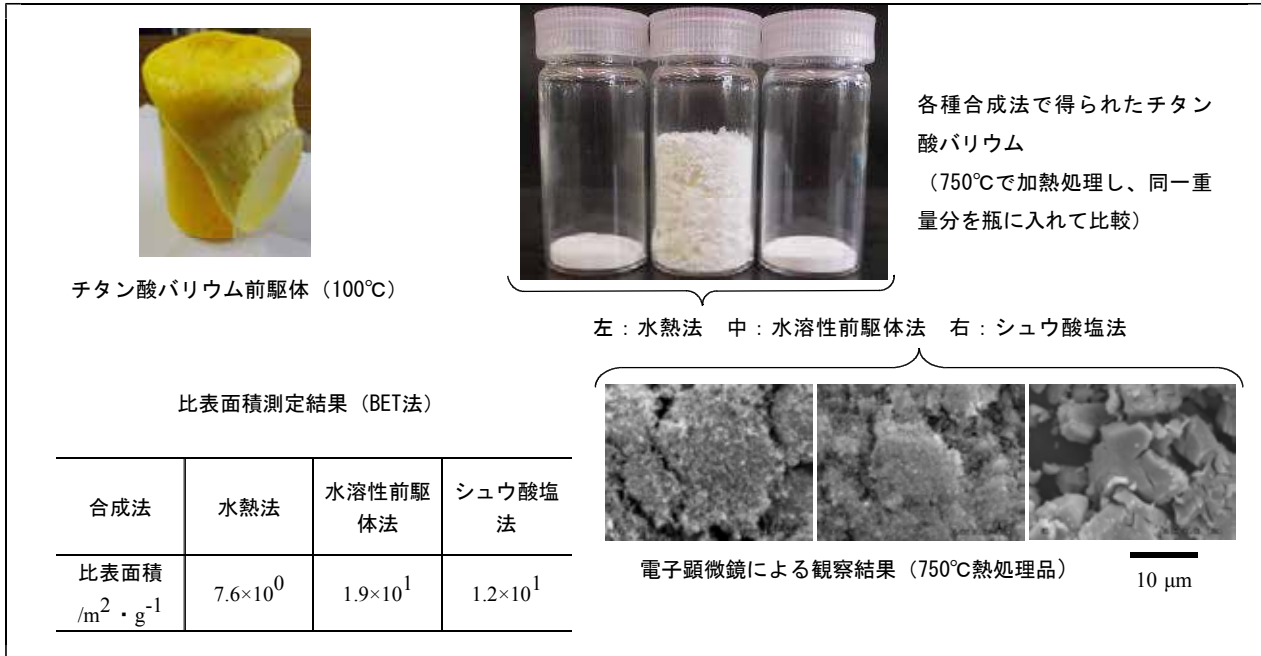 各種合成法で得られたチタン
酸バリウム
（750℃で加熱処理し、同一重
量分を瓶に入れて比較）
チタン酸バリウム前駆体（100℃）
左：水熱法　中：水溶性前駆体法　右：シュウ酸塩法
比表面積測定結果（BET法）
合成法
水熱法
水溶性前駆
体法
シュウ酸塩
法
比表面積
/m²・g⁻¹
7.6×10⁰
1.9×10¹
1.2×10¹
電子顕微鏡による観察結果（750℃熱処理品）
10 μm